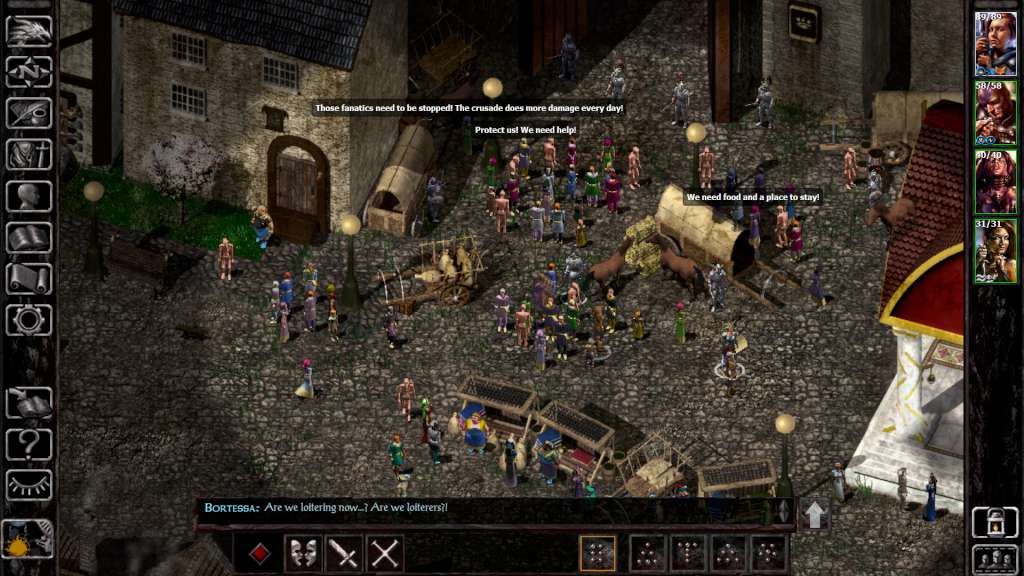 89/89
Those fanatics need to be stopped! The crusade does more damage every day!
58/58
Protect us! We need help!
40/40
We need food and a place to stay!
31/31
BORTESSA: Are we loitering now...? Are we loiterers?!